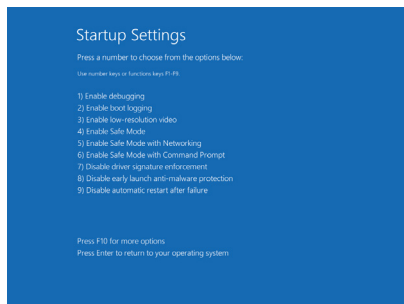 Startup Settings
Press a number to choose from the options below:
Use number keys or functions keys F1-F9.
1) Enable debugging
2) Enable boot logging
3) Enable low-resolution video
4) Enable Safe Mode
5) Enable Safe Mode with Networking
6) Enable Safe Mode with Command Prompt
7) Disable driver signature enforcement
8) Disable early launch anti-malware protection
9) Disable automatic restart after failure
Press F10 for more options
Press Enter to return to your operating system